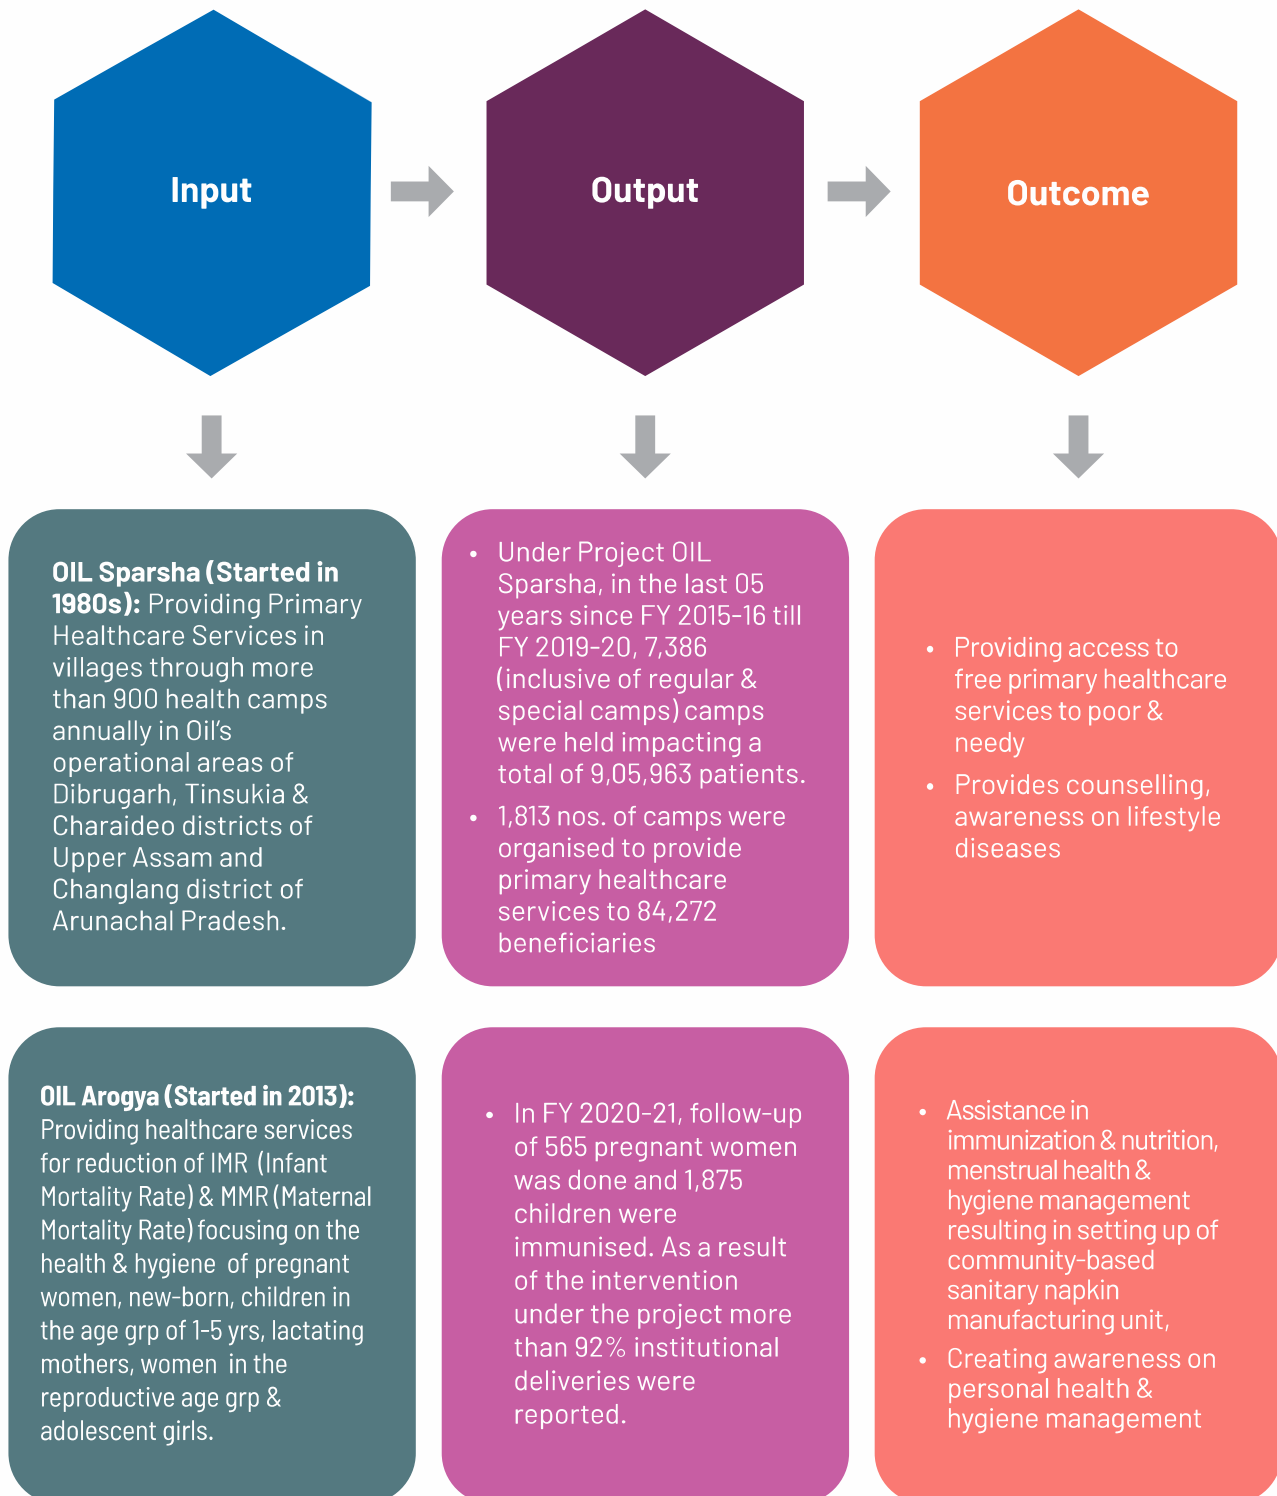 Input
Output
Outcome
OIL Sparsha (Started in
1980s): Providing Primary
Healthcare Services in
villages through more
than 900 health camps
annually in Oil's
operational areas of
Dibrugarh, Tinsukia &
Charaideo districts of
Upper Assam and
Changlang district of
Arunachal Pradesh.
• Under Project OIL
Sparsha, in the last 05
years since FY 2015-16 till
FY 2019-20, 7,386
(inclusive of regular &
special camps) camps
were held impacting a
total of 9,05,963 patients.
• 1,813 nos. of camps were
organised to provide
primary healthcare
services to 84,272
beneficiaries
• Providing access to
free primary healthcare
services to poor &
needy
• Provides counselling,
awareness on lifestyle
diseases
OIL Arogya (Started in 2013):
Providing healthcare services
for reduction of IMR (Infant
Mortality Rate) & MMR (Maternal
Mortality Rate) focusing on the
health & hygiene of pregnant
women, new-born, children in
the age grp of 1-5 yrs, lactating
mothers, women in the
reproductive age grp &
adolescent girls.
• In FY 2020-21, follow-up
of 565 pregnant women
was done and 1,875
children were
immunised. As a result
of the intervention
under the project more
than 92% institutional
deliveries were
reported.
• Assistance in
immunization & nutrition,
menstrual health &
hygiene management
resulting in setting up of
community-based
sanitary napkin
manufacturing unit,
• Creating awareness on
personal health &
hygiene management